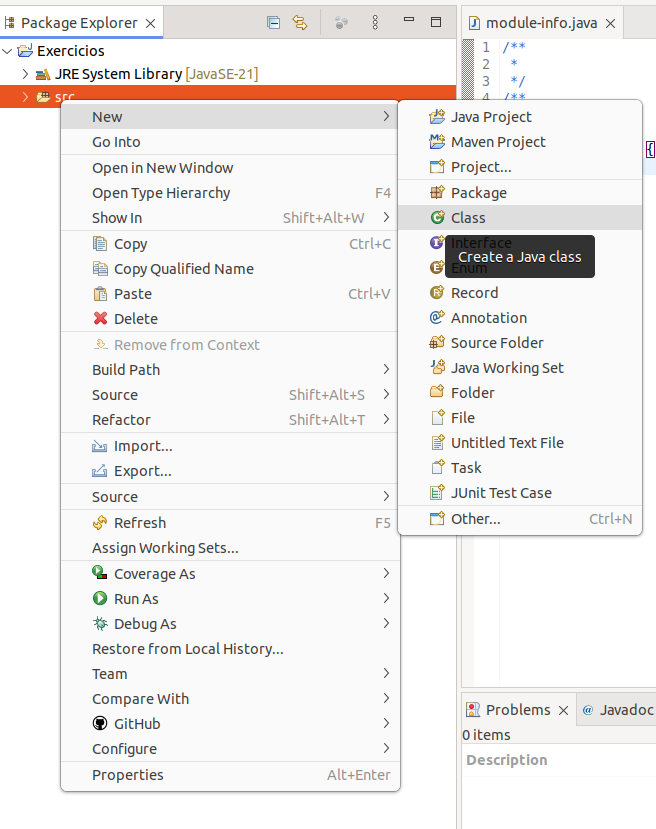 Package Explorer
module-info.java
Exercicios
JRE System Library [JavaSE-21]
src
1 /**
2 *
3 */
4 /**
{
New
Go Into
Open in New Window
Open Type Hierarchy F4
Show In Shift+Alt+W
Copy Ctrl+C
Copy Qualified Name
Paste Ctrl+V
Delete
Remove from Context
Build Path
Source Shift+Alt+S
Refactor Shift+Alt+T
Import...
Export...
Source
Refresh F5
Assign Working Sets...
Coverage As
Run As
Debug As
Restore from Local History...
Team
Compare With
GitHub
Configure
Properties Alt+Enter
Java Project
Maven Project
Project...
Package
Class
Interface
Create a Java class
Enum
Record
Annotation
Source Folder
Java Working Set
Folder
File
Untitled Text File
Task
JUnit Test Case
Other... Ctrl+N
Problems
@ Javadoc
0 items
Description